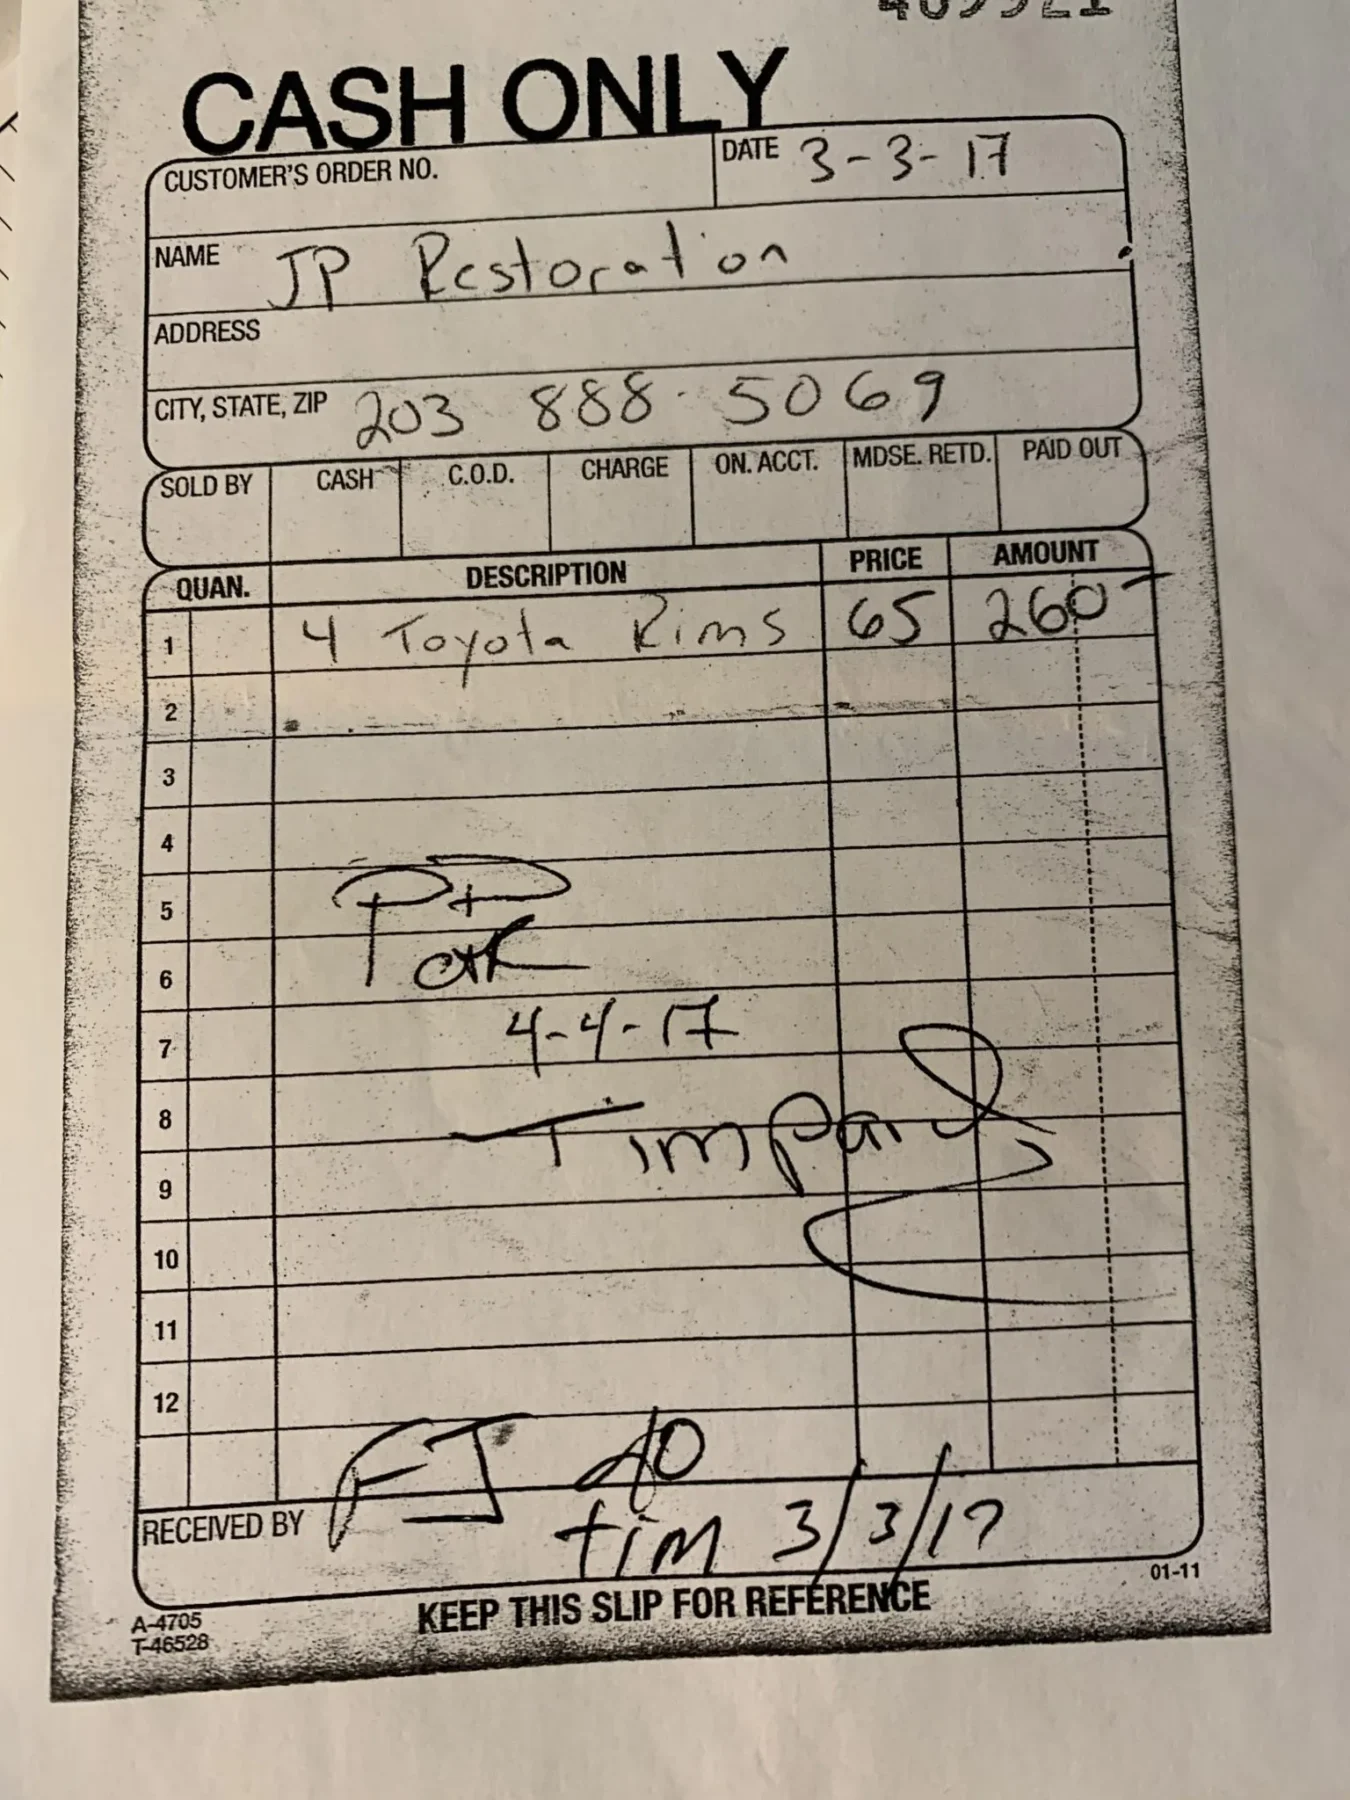 CASH ONLY
CUSTOMER'S ORDER NO. DATE 3-3-17
NAME JP Restoration
ADDRESS
CITY, STATE, ZIP 203 888-5069
SOLD BY CASH C.O.D. CHARGE ON. ACCT. MDSE. RETD. PAID OUT
QUAN. DESCRIPTION PRICE AMOUNT
1 4 Toyota Rims 65 260-
2
3
4
5
6
7 4-4-17
8 Tim Paid
9
10
11
12
RECEIVED BY FJ
Tim 3/3/17
KEEP THIS SLIP FOR REFERENCE
01-11
A-4705
T-46528